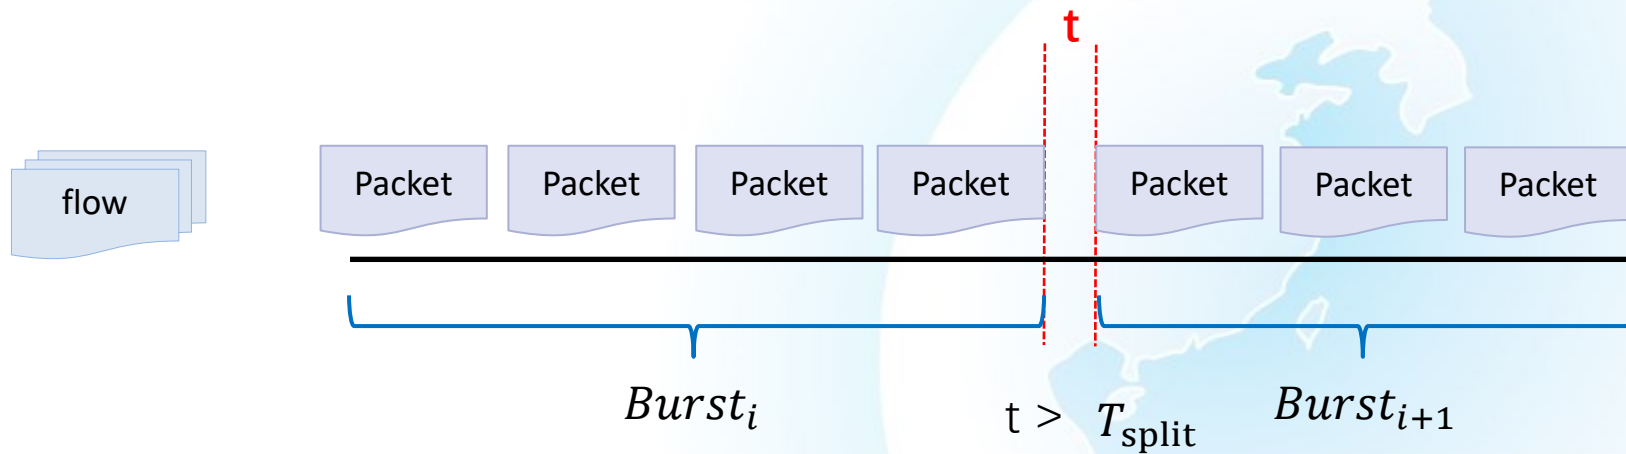 t
flow Packet Packet Packet Packet Packet Packet Packet
Burst_i t > T_split Burst_{i+1}